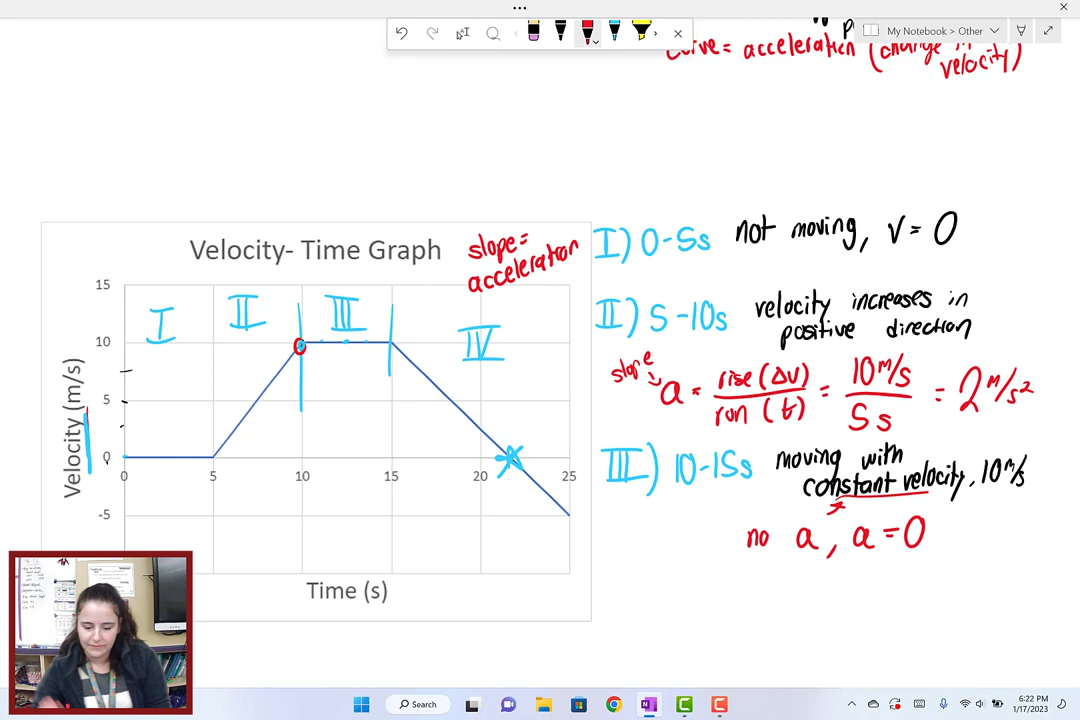 My Notebook > Other
curve = acceleration (change in
velocity)
Velocity- Time Graph
slope=
acceleration
15
10
5
0
-5
Velocity (m/s)
0
5
10
15
20
25
Time (s)
I
II
III
IV
I) 0-5s not moving, v = 0
II) 5-10s velocity increases in
positive direction
slope
a = rise (Δv) / run (t) = 10 m/s / 5 s = 2 m/s²
III) 10-15s moving with
constant velocity, 10 m/s
no a, a = 0
Search
6:22 PM
1/17/2023